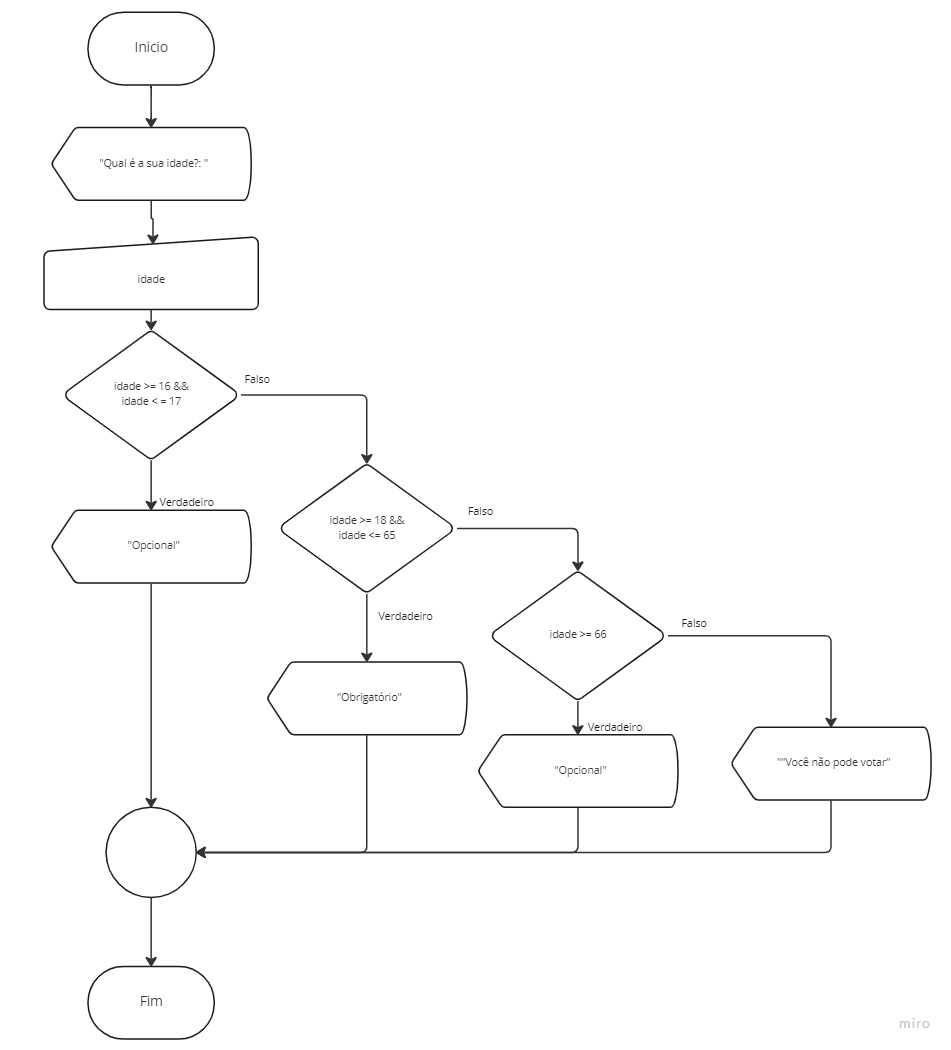 Inicio
"Qual é a sua idade?: "
idade
idade >= 16 &&
idade < = 17
Falso
Verdadeiro
"Opcional"
idade >= 18 &&
idade <= 65
Falso
Verdadeiro
"Obrigatório"
idade >= 66
Falso
Verdadeiro
"Opcional"
""Você não pode votar"
Fim
miro